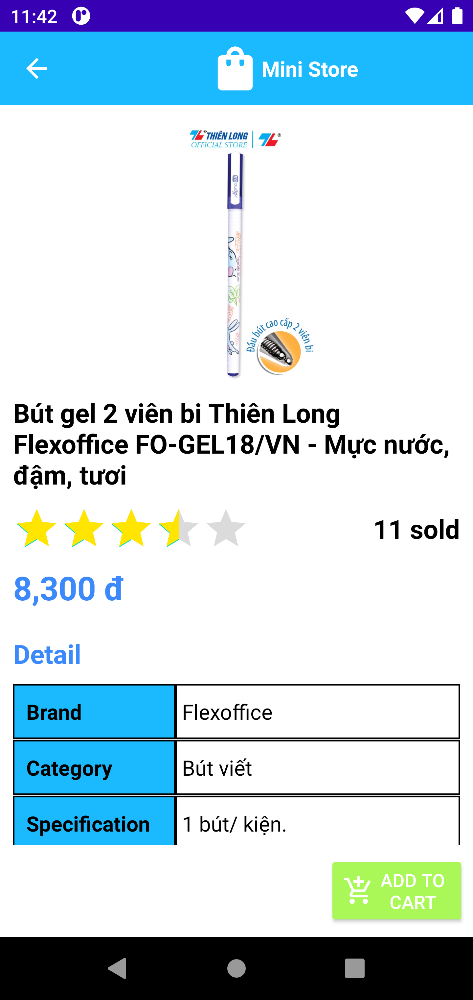 11:42
Mini Store
THIÊN LONG
OFFICIAL STORE
Đầu bút cao cấp 2 viên bi
0.5
Bút gel 2 viên bi Thiên Long
Flexoffice FO-GEL18/VN - Mực nước,
đậm, tươi
11 sold
8,300 đ
Detail
Brand
Flexoffice
Category
Bút viết
Specification
1 bút/ kiện.
ADD TO
CART